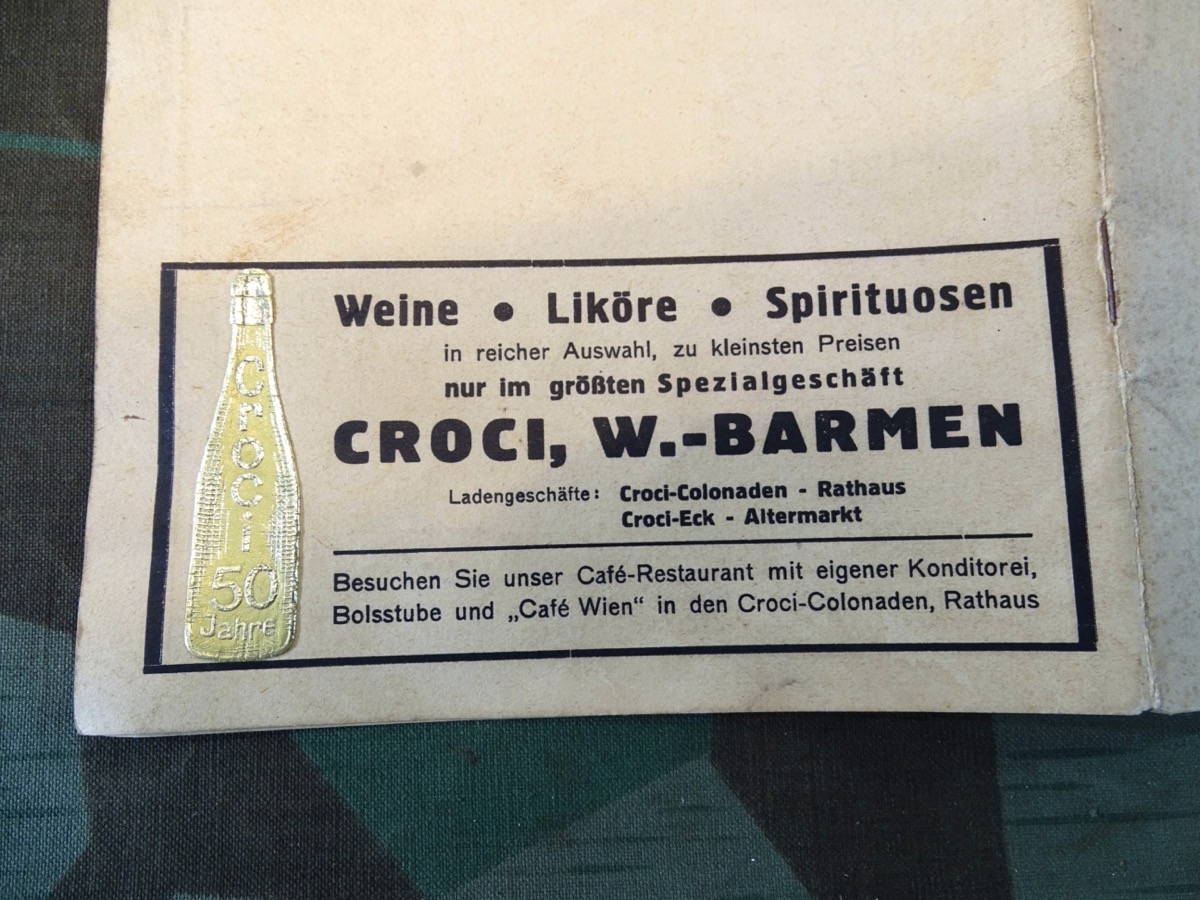 Croci
50
Jahre
Weine • Liköre • Spirituosen
in reicher Auswahl, zu kleinsten Preisen
nur im größten Spezialgeschäft
CROCI, W.-BARMEN
Ladengeschäfte: Croci-Colonaden - Rathaus
Croci-Eck - Altermarkt
Besuchen Sie unser Café-Restaurant mit eigener Konditorei,
Bolsstube und „Café Wien“ in den Croci-Colonaden, Rathaus